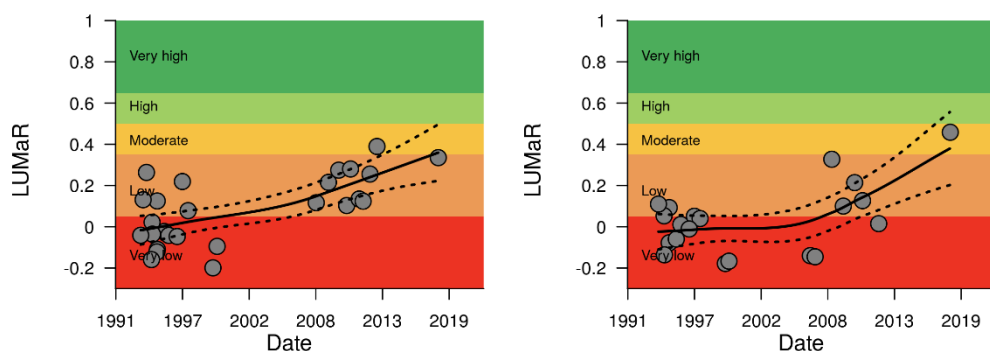 1
0.8
0.6
0.4
0.2
0
-0.2
LUMaR
Very high
High
Moderate
Low
Very low
1991 1997 2002 2008 2013 2019
Date
1
0.8
0.6
0.4
0.2
0
-0.2
LUMaR
Very high
High
Moderate
Low
Very low
1991 1997 2002 2008 2013 2019
Date